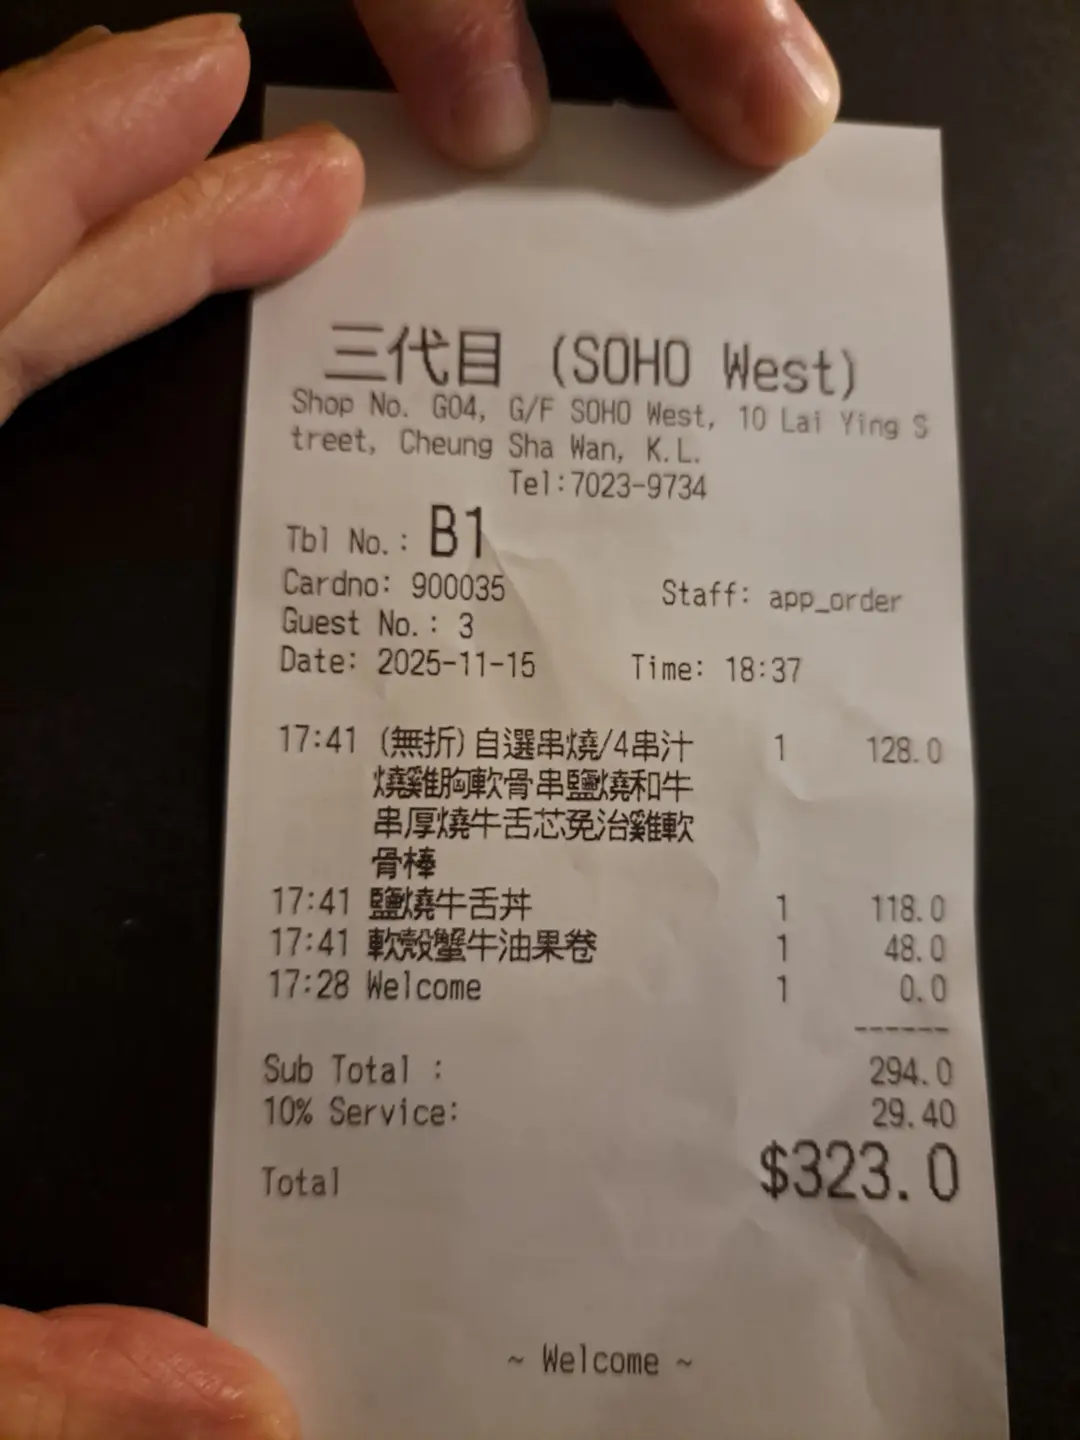 三代目 (SOHO West)
Shop No. G04, G/F SOHO West, 10 Lai Ying S
treet, Cheung Sha Wan, K.L.
Tel:7023-9734
Tbl No.: B1
Cardno: 900035 Staff: app_order
Guest No.: 3
Date: 2025-11-15 Time: 18:37
17:41 (無折)自選串燒/4串汁 1 128.0
燒雞胸軟骨串鹽燒和牛
串厚燒牛舌芯免治雞軟
骨棒
17:41 鹽燒牛舌丼 1 118.0
17:41 軟殼蟹牛油果卷 1 48.0
17:28 Welcome 1 0.0
------
Sub Total : 294.0
10% Service: 29.40
Total $323.0
~ Welcome ~